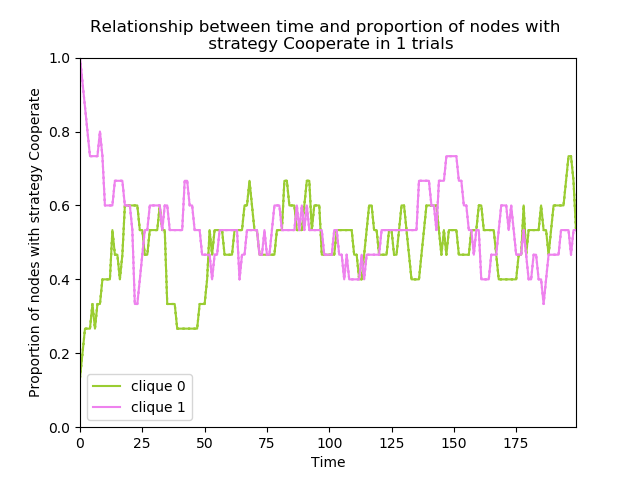 Relationship between time and proportion of nodes with
strategy Cooperate in 1 trials
Proportion of nodes with strategy Cooperate
1.0
0.8
0.6
0.4
0.2
0.0
clique 0
clique 1
0 25 50 75 100 125 150 175
Time